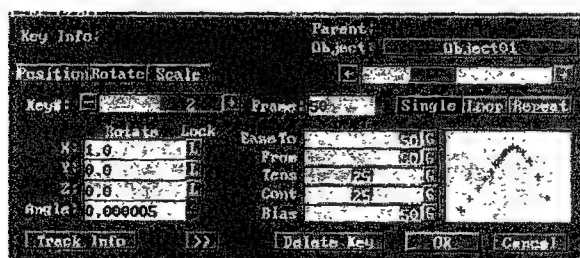 Key Info:
Parent:
Object: Object01
Position Rotate Scale
Key#: 2 Frame: 50 Single Loop Repeat
Rotate Lock
X: 1.0 L
Y: 0.0 L
Z: 0.0 L
Angle: 0.000005
EaseTo 50 G
From 50 G
Tens 25 G
Cont 25 G
Bias 50 G
Track Info >> Delete Key OK Cancel